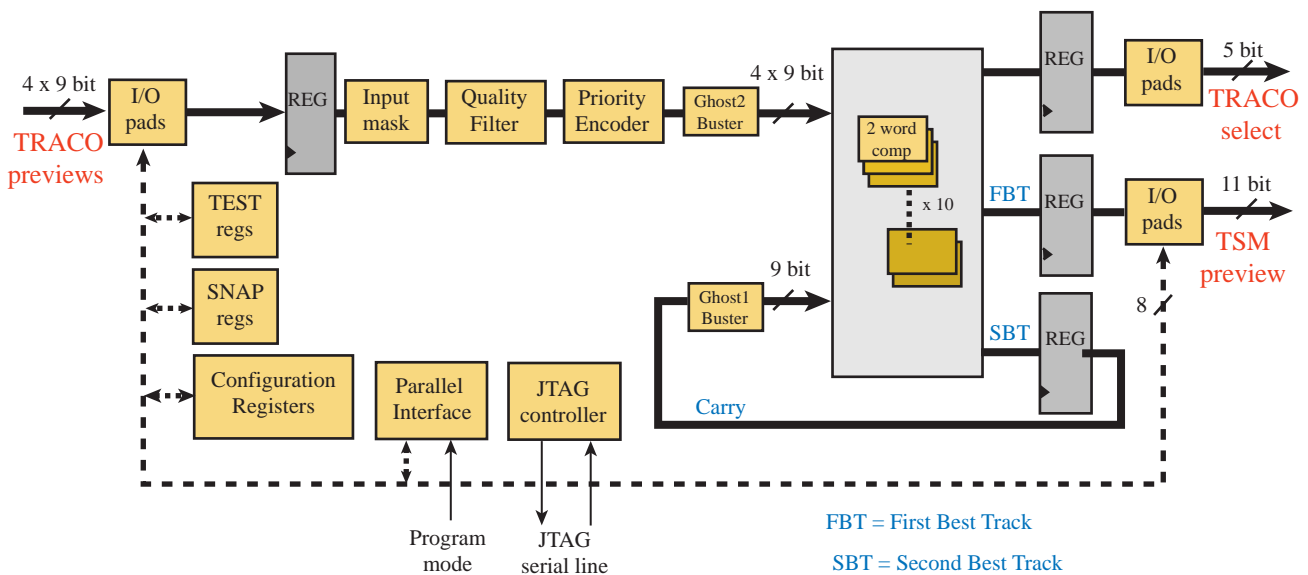 4 x 9 bit
I/O
pads
TRACO
previews
REG
Input
mask
Quality
Filter
Priority
Encoder
Ghost2
Buster
4 x 9 bit
2 word
comp
x 10
REG
I/O
pads
5 bit
TRACO
select
FBT
REG
I/O
pads
11 bit
TSM
preview
8
TEST
regs
SNAP
regs
Configuration
Registers
Parallel
Interface
JTAG
controller
Ghost1
Buster
9 bit
SBT
REG
Carry
Program
mode
JTAG
serial line
FBT = First Best Track
SBT = Second Best Track